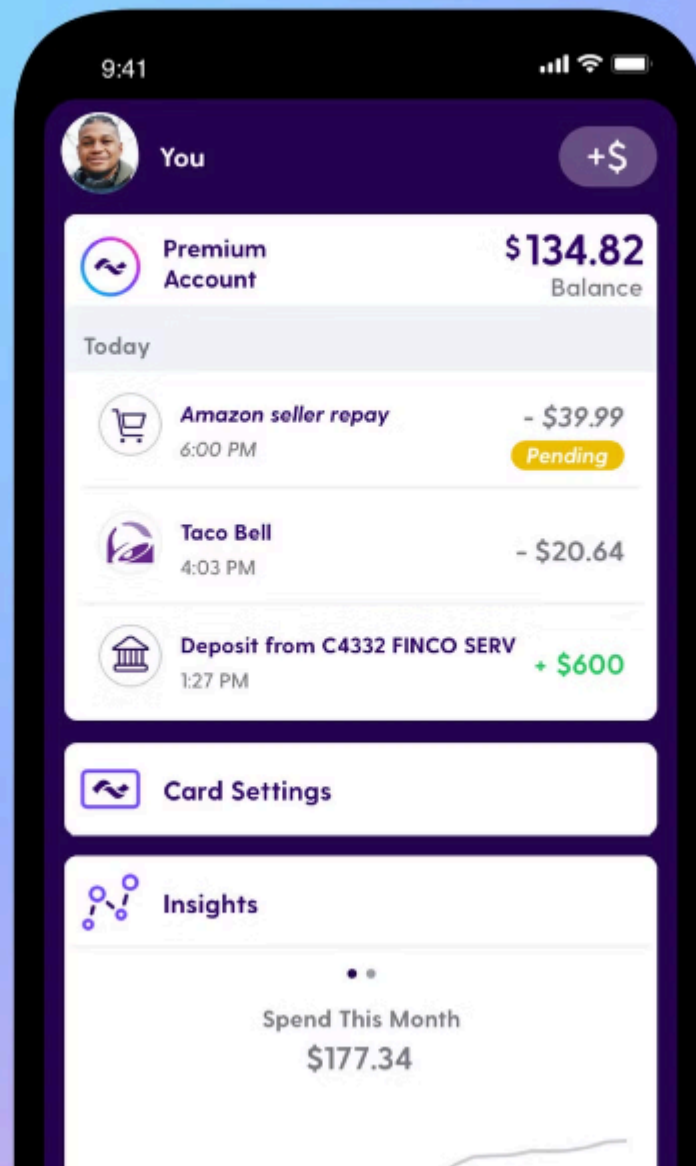 9:41
You
+$
Premium
Account
$134.82
Balance
Today
Amazon seller repay
- $39.99
6:00 PM
Pending
Taco Bell
- $20.64
4:03 PM
Deposit from C4332 FINCO SERV
+ $600
1:27 PM
Card Settings
Insights
Spend This Month
$177.34